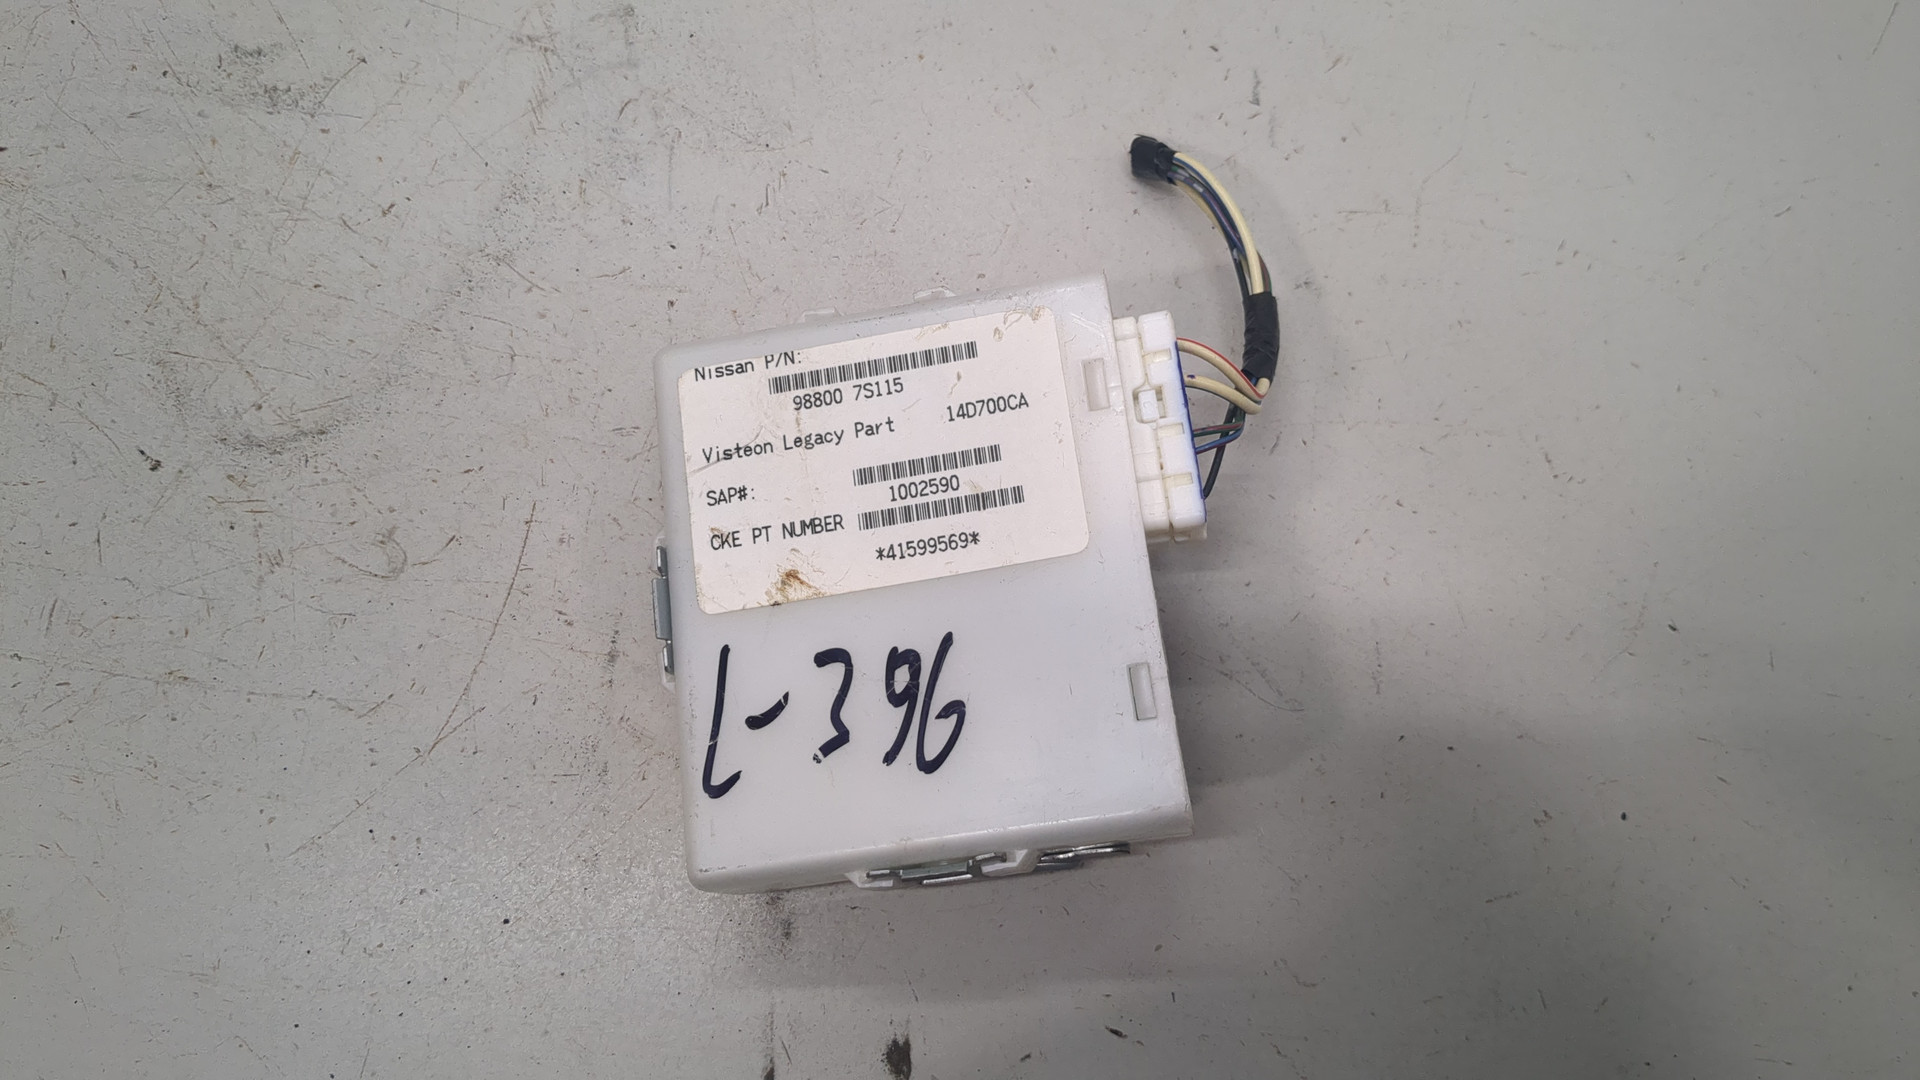 Nissan P/N:
98800 7S115
Visteon Legacy Part 14D700CA
SAP#:
1002590
CKE PT NUMBER
*41599569*
L-396